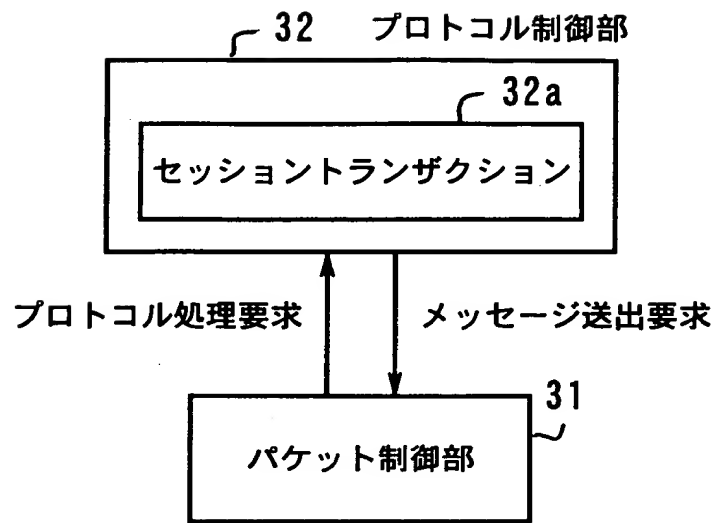 32 プロトコル制御部
32a
セッショントランザクション
プロトコル処理要求 メッセージ送出要求
31
パケット制御部